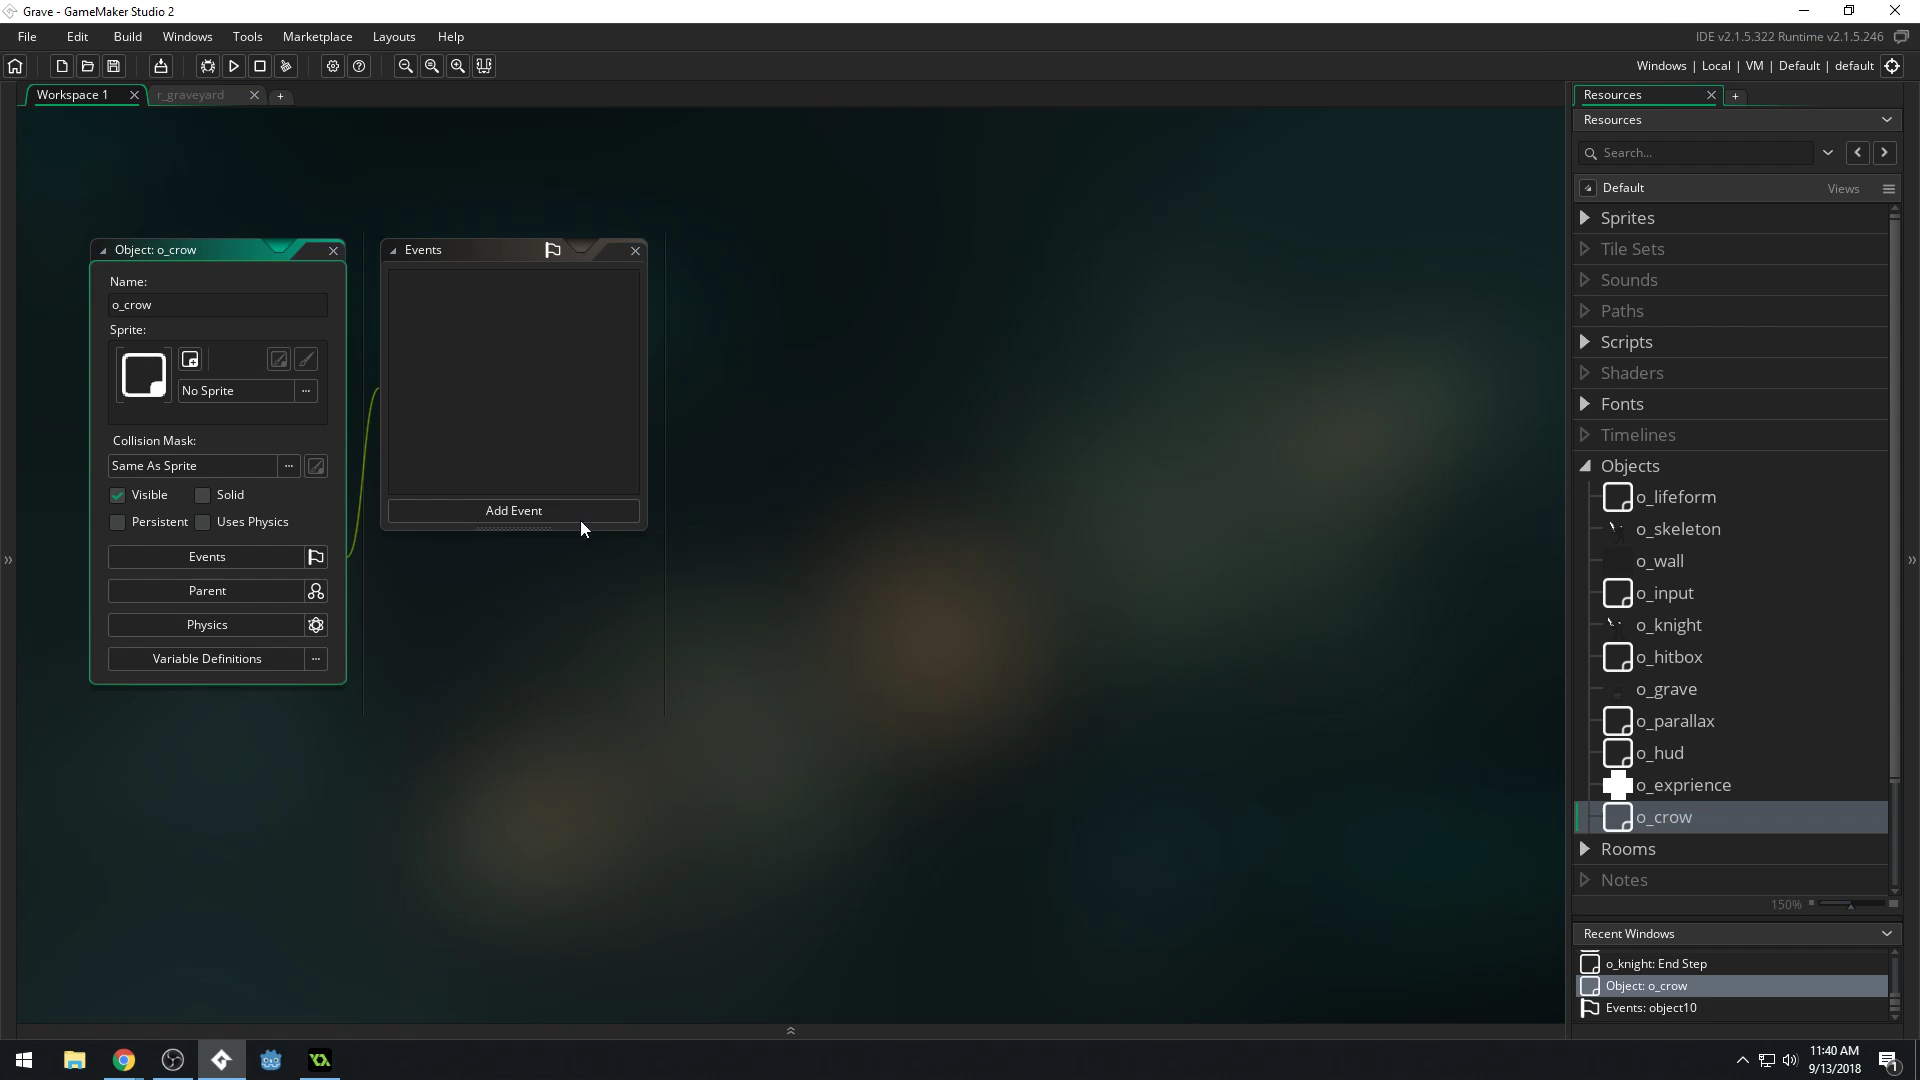 Grave - GameMaker Studio 2
File Edit Build Windows Tools Marketplace Layouts Help
IDE v2.1.5.322 Runtime v2.1.5.246
Windows | Local | VM | Default | default
Workspace 1
r_graveyard
Object: o_crow
Name:
o_crow
Sprite:
No Sprite
Collision Mask:
Same As Sprite
Visible Solid
Persistent Uses Physics
Events
Parent
Physics
Variable Definitions
Events
Add Event
Resources
Resources
Search...
Default Views
Sprites
Tile Sets
Sounds
Paths
Scripts
Shaders
Fonts
Timelines
Objects
o_lifeform
o_skeleton
o_wall
o_input
o_knight
o_hitbox
o_grave
o_parallax
o_hud
o_exprience
o_crow
Rooms
Notes
150%
Recent Windows
o_knight: End Step
Object: o_crow
Events: object10
11:40 AM
9/13/2018
1